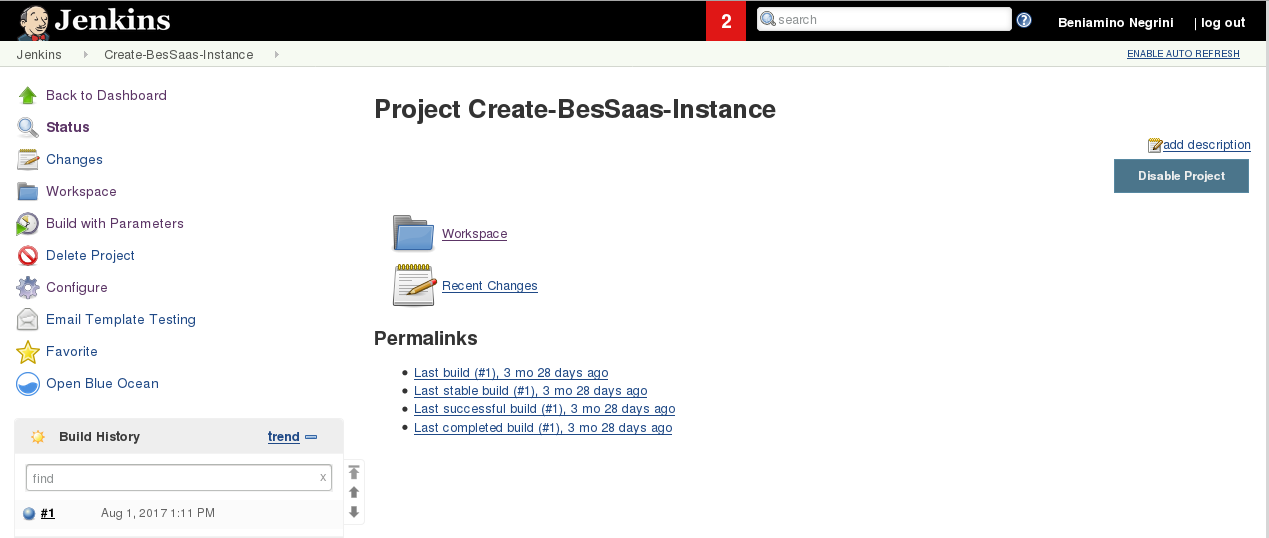 Jenkins
2
search
?
Beniamino Negrini
| log out
Jenkins
Create-BesSaas-Instance
ENABLE AUTO REFRESH
Back to Dashboard
Status
Changes
Workspace
Build with Parameters
Delete Project
Configure
Email Template Testing
Favorite
Open Blue Ocean
Build History
trend
find
x
#1
Aug 1, 2017 1:11 PM
Project Create-BesSaas-Instance
add description
Disable Project
Workspace
Recent Changes
Permalinks
Last build (#1), 3 mo 28 days ago
Last stable build (#1), 3 mo 28 days ago
Last successful build (#1), 3 mo 28 days ago
Last completed build (#1), 3 mo 28 days ago